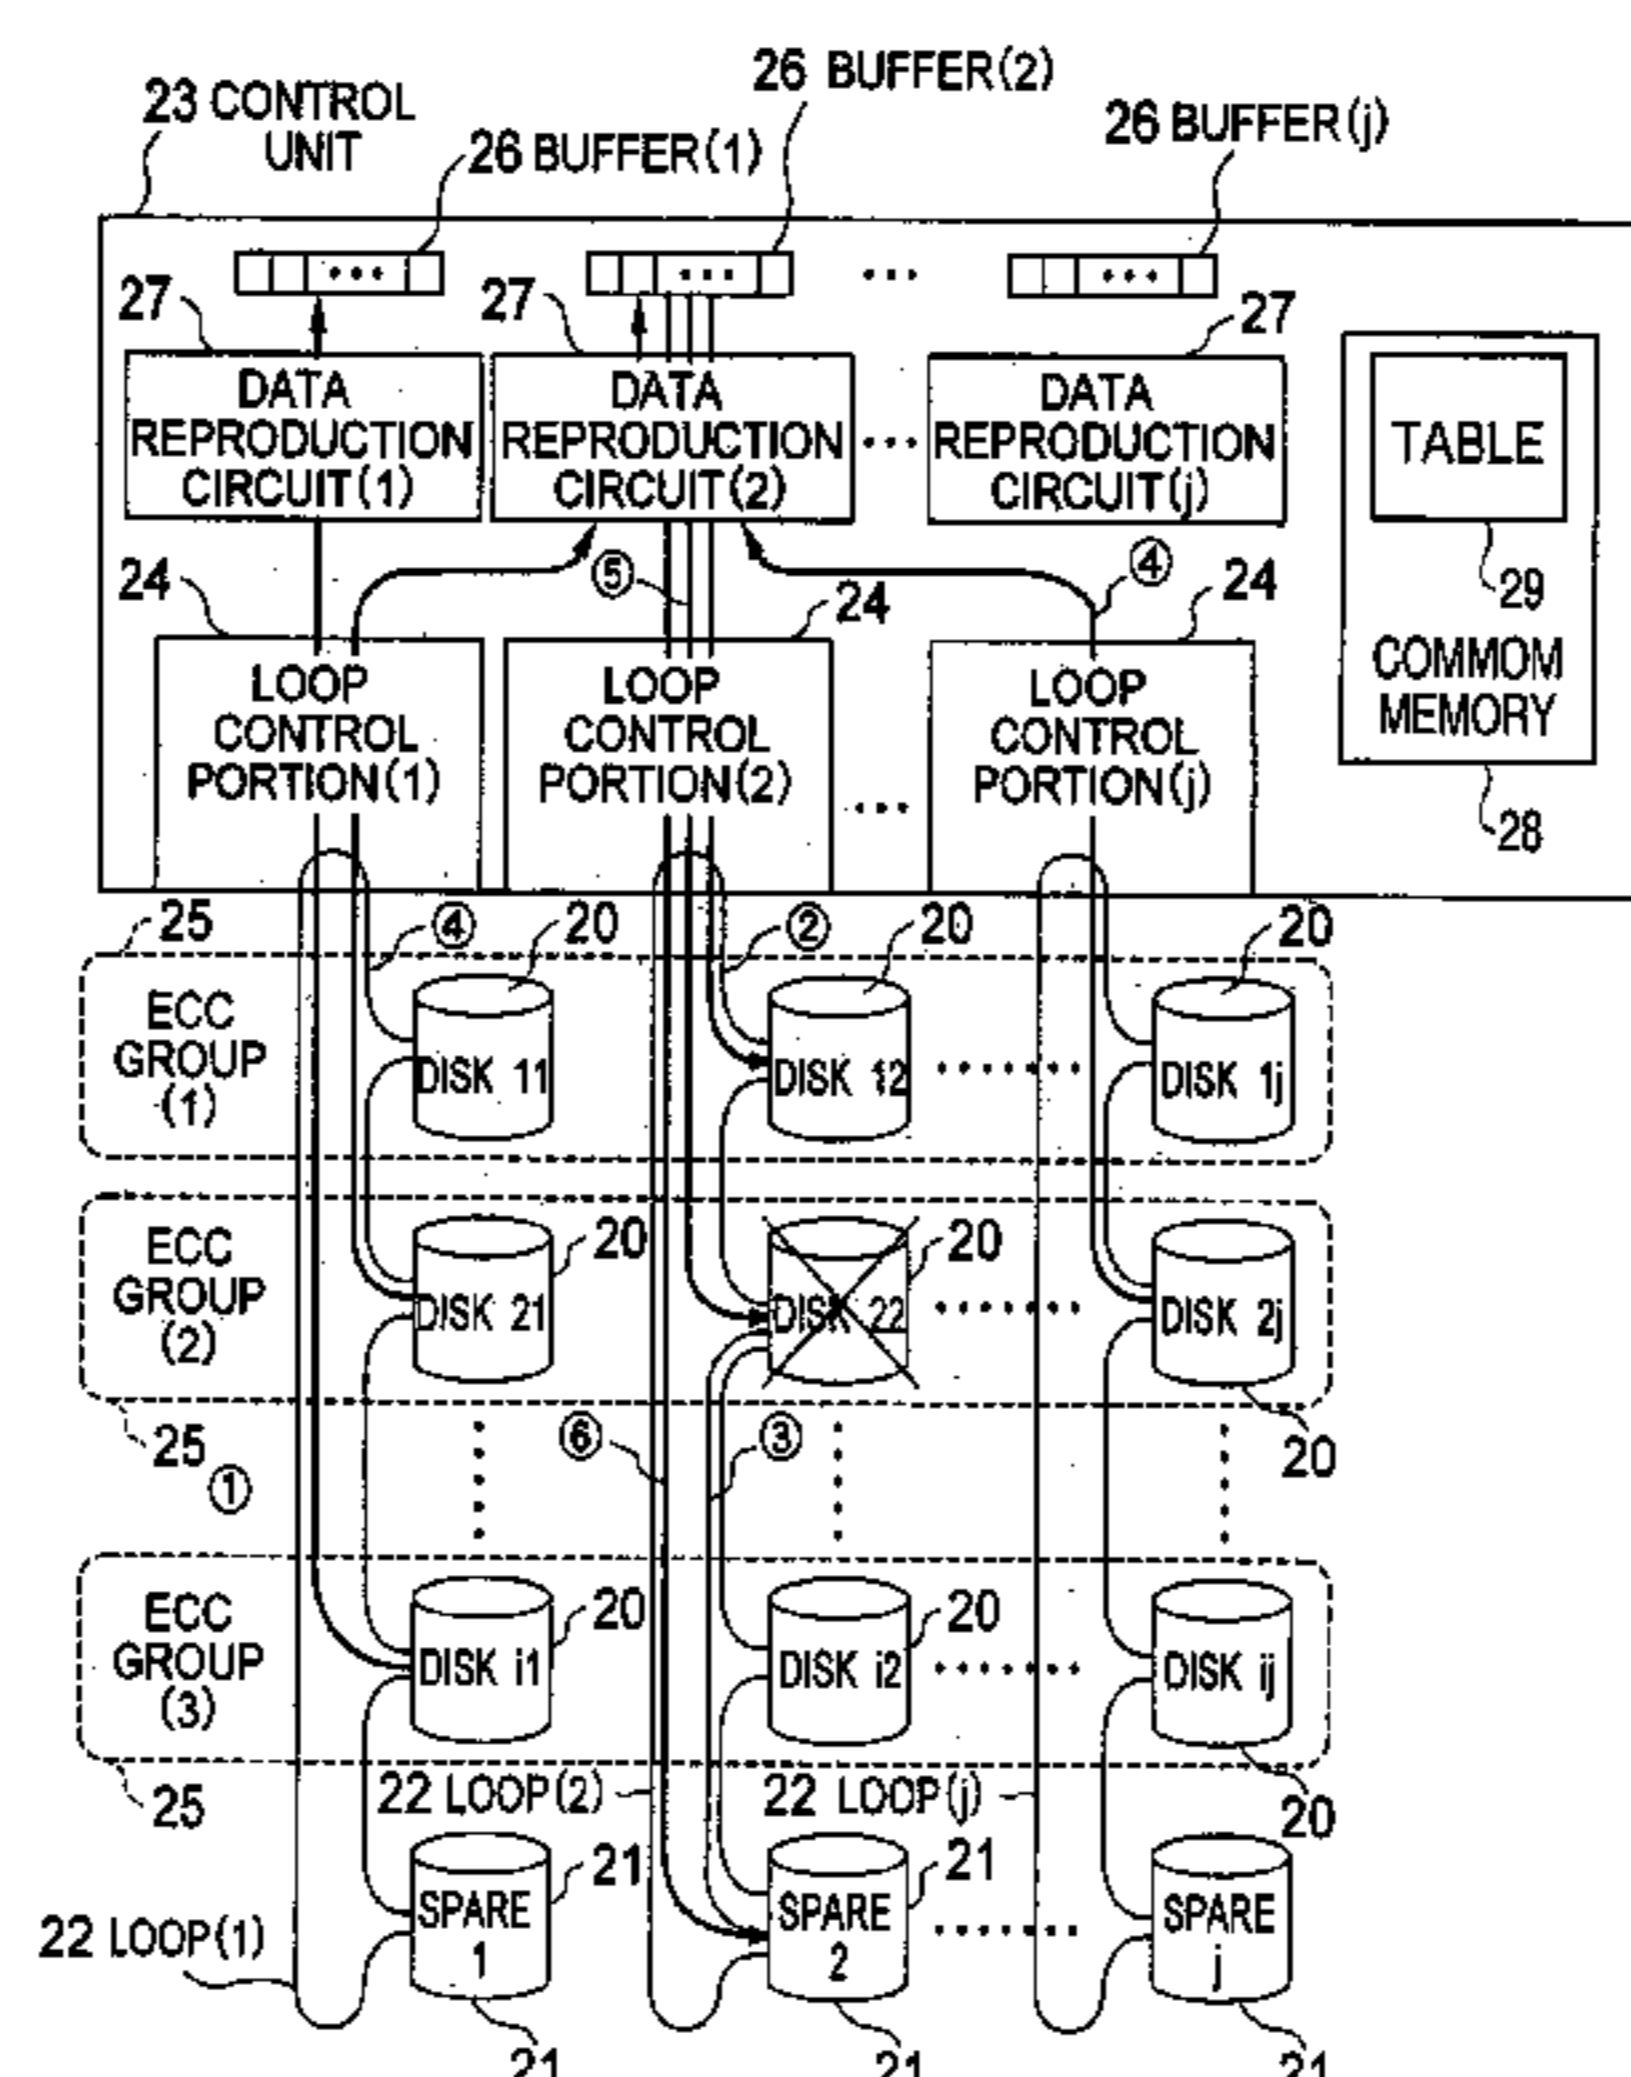 26 BUFFER(2)
23 CONTROL
UNIT
26 BUFFER(1)
26 BUFFER(j)
27
27
27
DATA
REPRODUCTION
CIRCUIT(1)
DATA
REPRODUCTION
CIRCUIT(2)
DATA
REPRODUCTION
CIRCUIT(j)
TABLE
29
COMMOM
MEMORY
28
⑤
④
24
24
24
LOOP
CONTROL
PORTION(1)
LOOP
CONTROL
PORTION(2)
LOOP
CONTROL
PORTION(j)
25
④
20
②
20
20
ECC
GROUP
(1)
DISK 11
DISK 12
DISK 1j
ECC
GROUP
(2)
DISK 21
20
DISK 22
20
DISK 2j
25
①
⑥
③
20
ECC
GROUP
(3)
DISK i1
20
DISK i2
20
DISK ij
25
22 LOOP(2)
22 LOOP(j)
20
22 LOOP(1)
SPARE
1
21
SPARE
2
21
SPARE
j
21
21
21